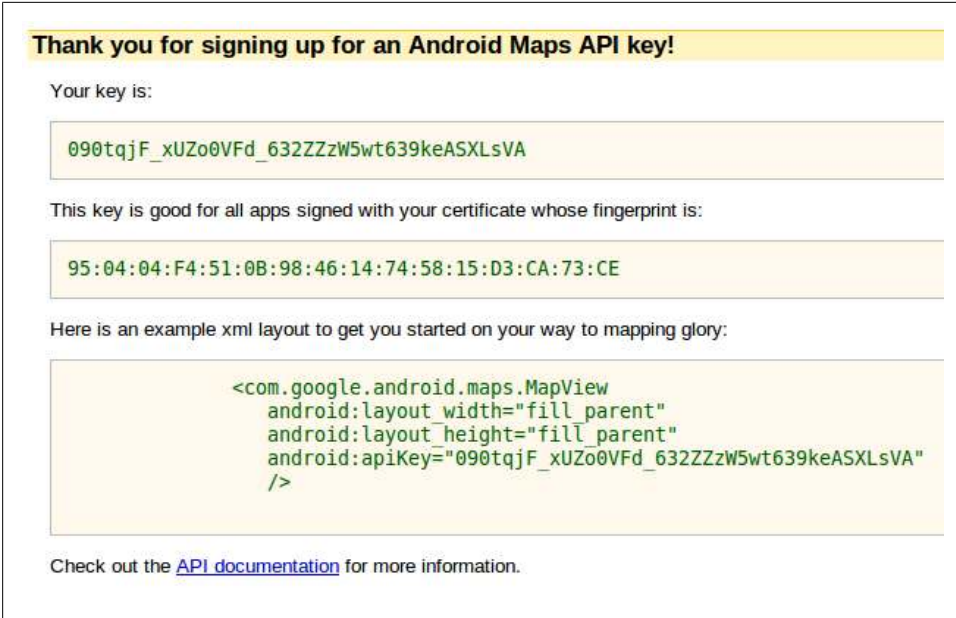 Thank you for signing up for an Android Maps API key!
Your key is:
090tqjF_xUZo0VFd_632ZZzW5wt639keASXLsVA
This key is good for all apps signed with your certificate whose fingerprint is:
95:04:04:F4:51:0B:98:46:14:74:58:15:D3:CA:73:CE
Here is an example xml layout to get you started on your way to mapping glory:
<com.google.android.maps.MapView
android:layout_width="fill_parent"
android:layout_height="fill_parent"
android:apiKey="090tqjF_xUZo0VFd_632ZZzW5wt639keASXLsVA"
/>
Check out the API documentation for more information.